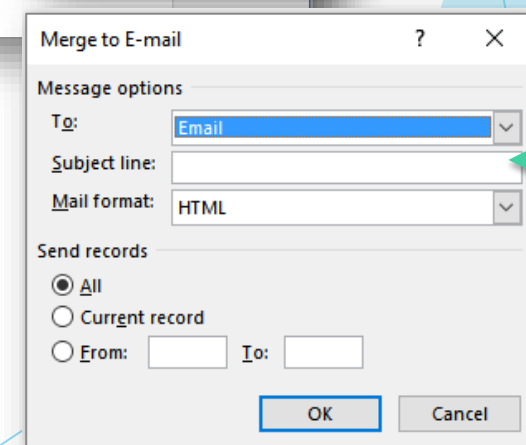 Merge to E-mail ?
Message options
To: Email
Subject line:
Mail format: HTML
Send records
All
Current record
From: To:
OK Cancel